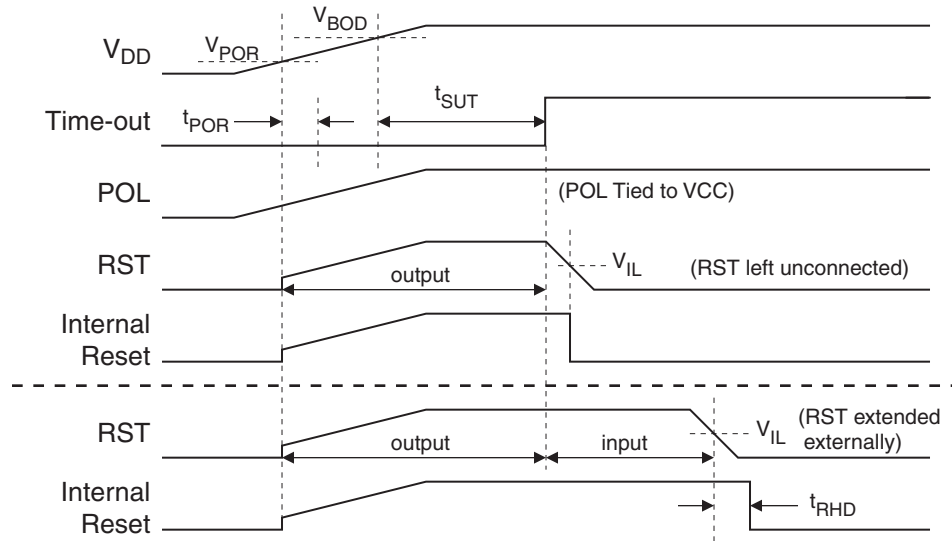 V_BOD
V_POR
V_DD
t_SUT
Time-out
t_POR
POL
(POL Tied to VCC)
RST
V_IL
(RST left unconnected)
output
Internal
Reset
RST
V_IL
(RST extended
externally)
output
input
Internal
Reset
t_RHD